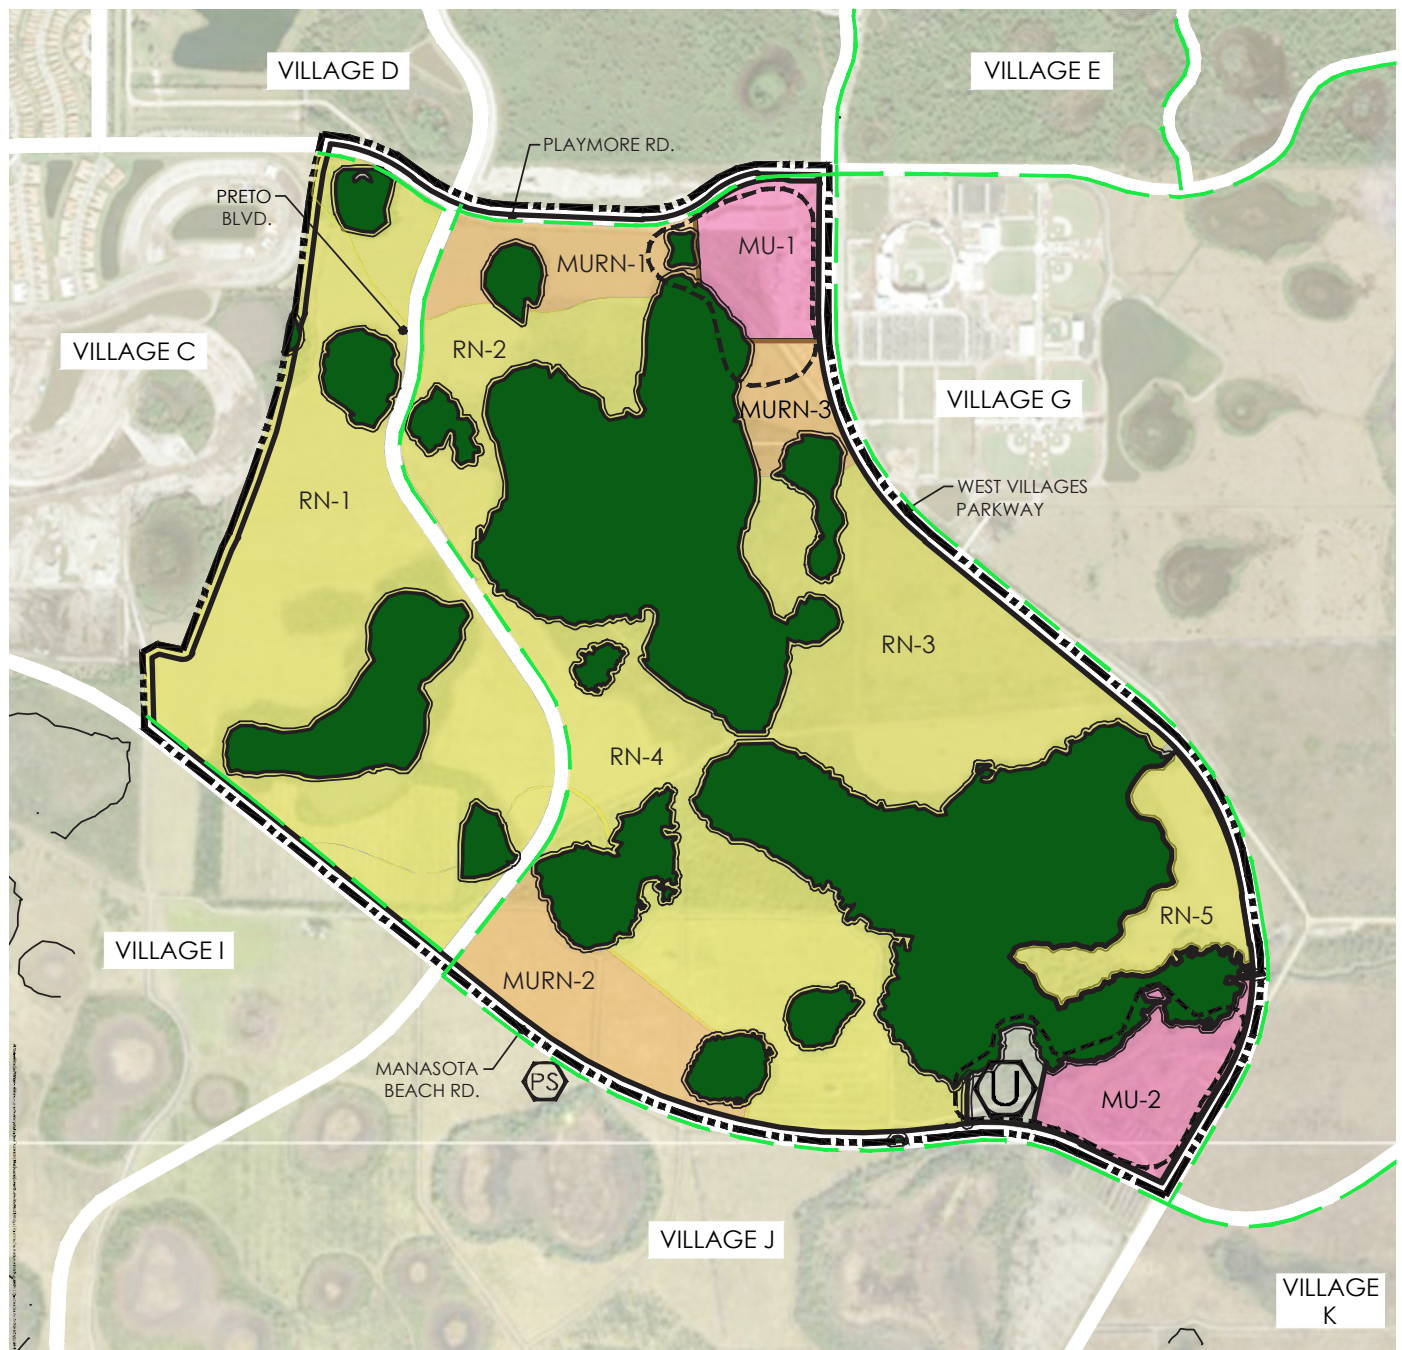 VILLAGE D
VILLAGE E
PLAYMORE RD.
PRETO
BLVD.
MU-1
MURN-1
VILLAGE C
RN-2
VILLAGE G
MURN-3
RN-1
WEST VILLAGES
PARKWAY
RN-3
RN-4
RN-5
VILLAGE I
MURN-2
MANASOTA
BEACH RD.
PS
U
MU-2
VILLAGE J
VILLAGE
K